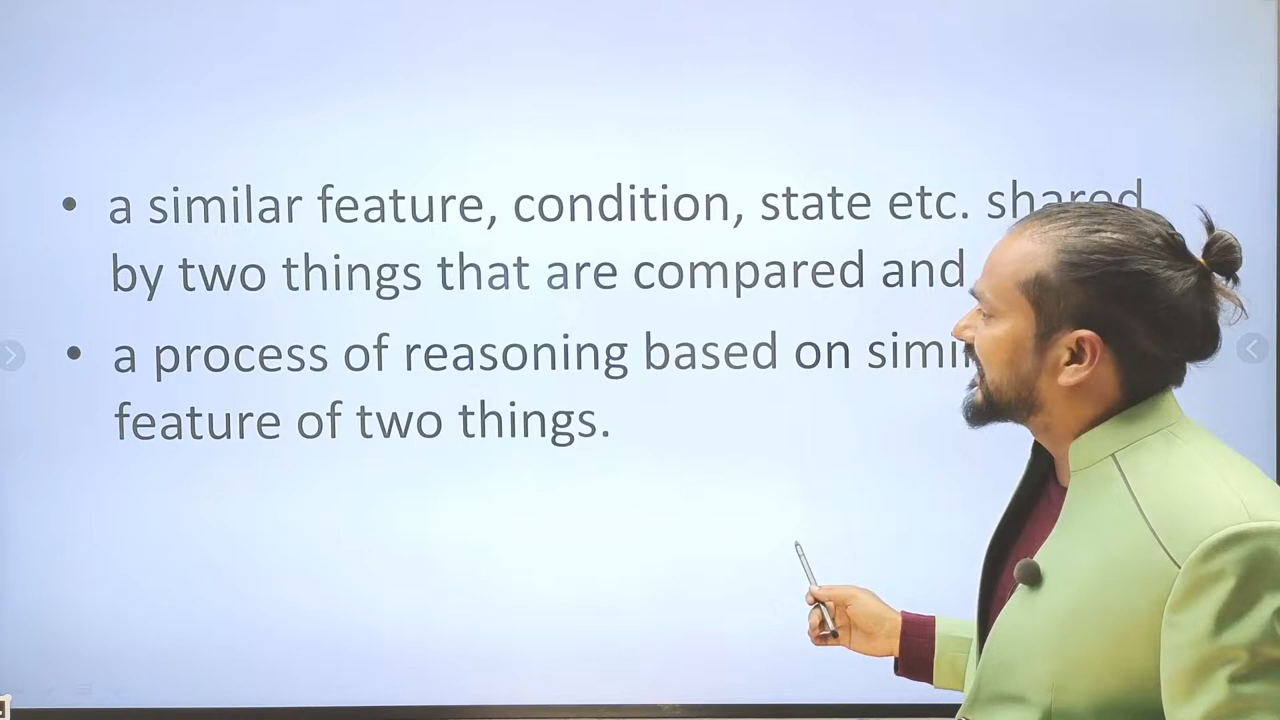 • a similar feature, condition, state etc. shared
by two things that are compared and
• a process of reasoning based on
feature of two things.